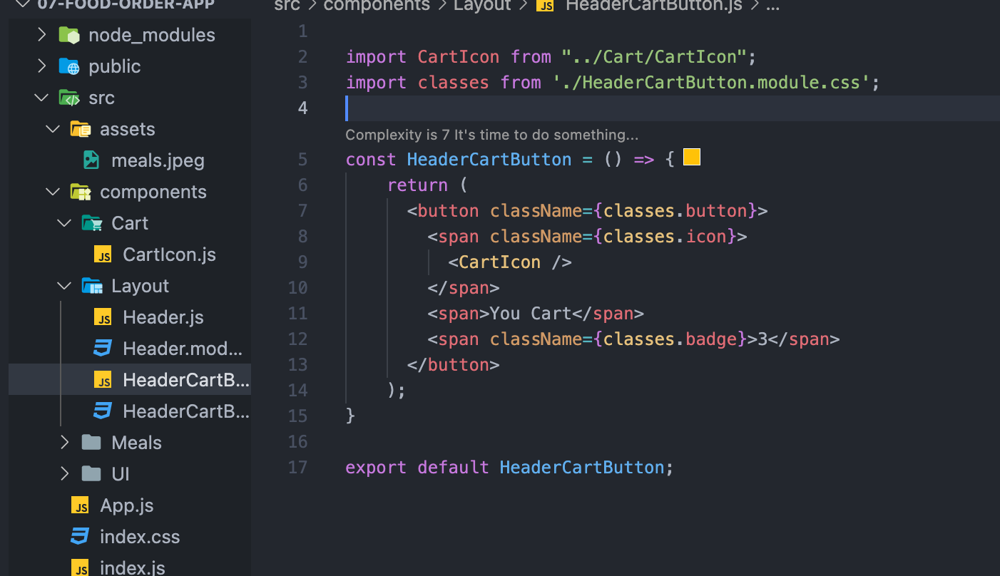 07-FOOD-ORDER-APP
node_modules
public
src
assets
meals.jpeg
components
Cart
JS CartIcon.js
Layout
JS Header.js
Header.mod...
JS HeaderCartB...
HeaderCartB...
Meals
UI
JS App.js
index.css
JS index.js
src > components > Layout > JS HeaderCartButton.js > ...
1
2 import CartIcon from "../Cart/CartIcon";
3 import classes from './HeaderCartButton.module.css';
4
Complexity is 7 It's time to do something...
5 const HeaderCartButton = () => {
6 return (
7 <button className={classes.button}>
8 <span className={classes.icon}>
9 <CartIcon />
10 </span>
11 <span>You Cart</span>
12 <span className={classes.badge}>3</span>
13 </button>
14 );
15 }
16
17 export default HeaderCartButton;